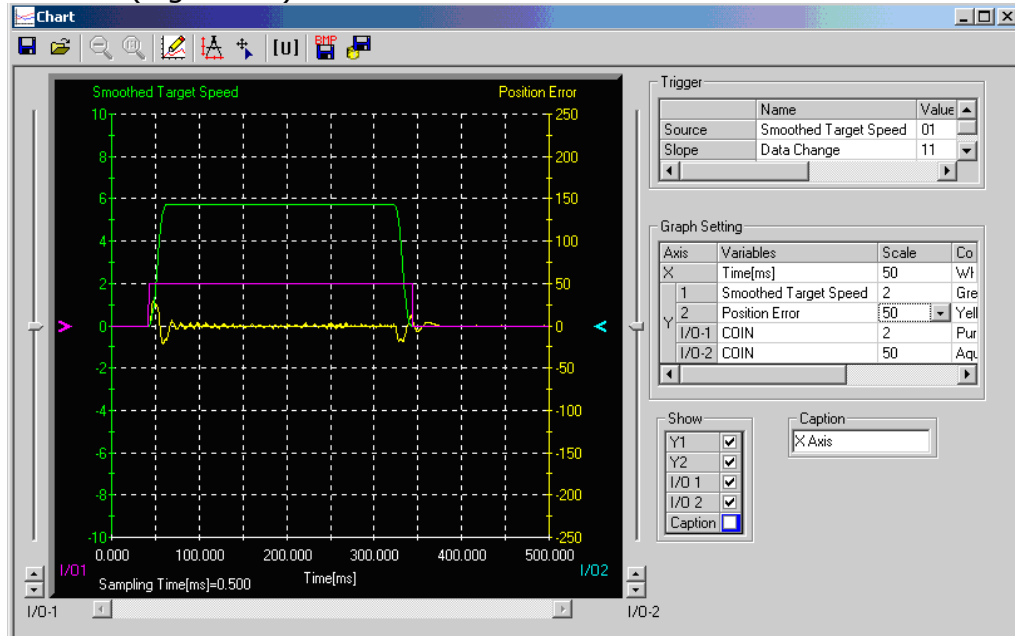 Chart
[U] BMP
Smoothed Target Speed Position Error
10 250
8 200
6 150
4 100
2 50
0 0
-2 -50
-4 -100
-6 -150
-8 -200
-10 -250
0.000 100.000 200.000 300.000 400.000 500.000
I/O1 I/O2
Sampling Time[ms]=0.500 Time[ms]
I/O-1 I/O-2
Trigger
Name Value
Source Smoothed Target Speed 01
Slope Data Change 11
Graph Setting
Axis Variables Scale Co
X Time[ms] 50 Wh
Y
1 Smoothed Target Speed 2 Gre
2 Position Error 50 Yell
I/O-1 COIN 2 Pur
I/O-2 COIN 50 Aqu
Show
Y1
Y2
I/O 1
I/O 2
Caption
Caption
X Axis